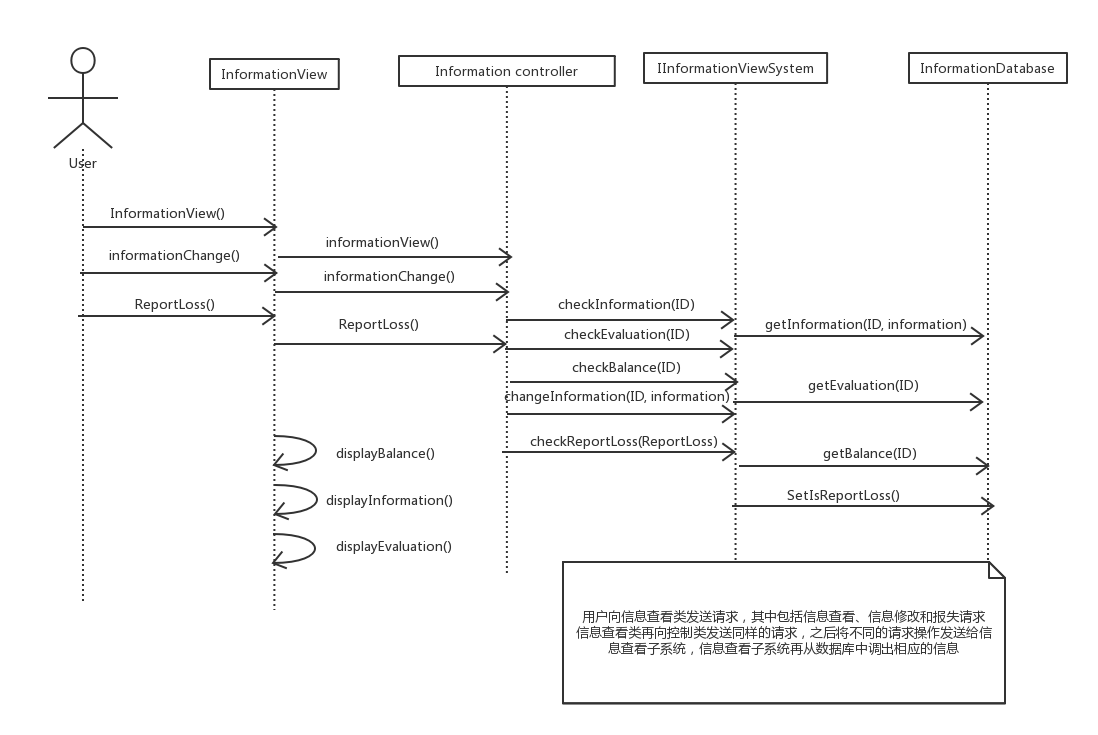 InformationView
Information controller
IInformationViewSystem
InformationDatabase
User
InformationView()
informationView()
informationChange()
informationChange()
ReportLoss()
checkInformation(ID)
ReportLoss()
getInformation(ID, information)
checkEvaluation(ID)
checkBalance(ID)
getEvaluation(ID)
changeInformation(ID, information)
checkReportLoss(ReportLoss)
displayBalance()
getBalance(ID)
SetIsReportLoss()
displayInformation()
displayEvaluation()
用户向信息查看类发送请求，其中包括信息查看、信息修改和报失请求
信息查看类再向控制类发送同样的请求，之后将不同的请求操作发送给信
息查看子系统，信息查看子系统再从数据库中调出相应的信息